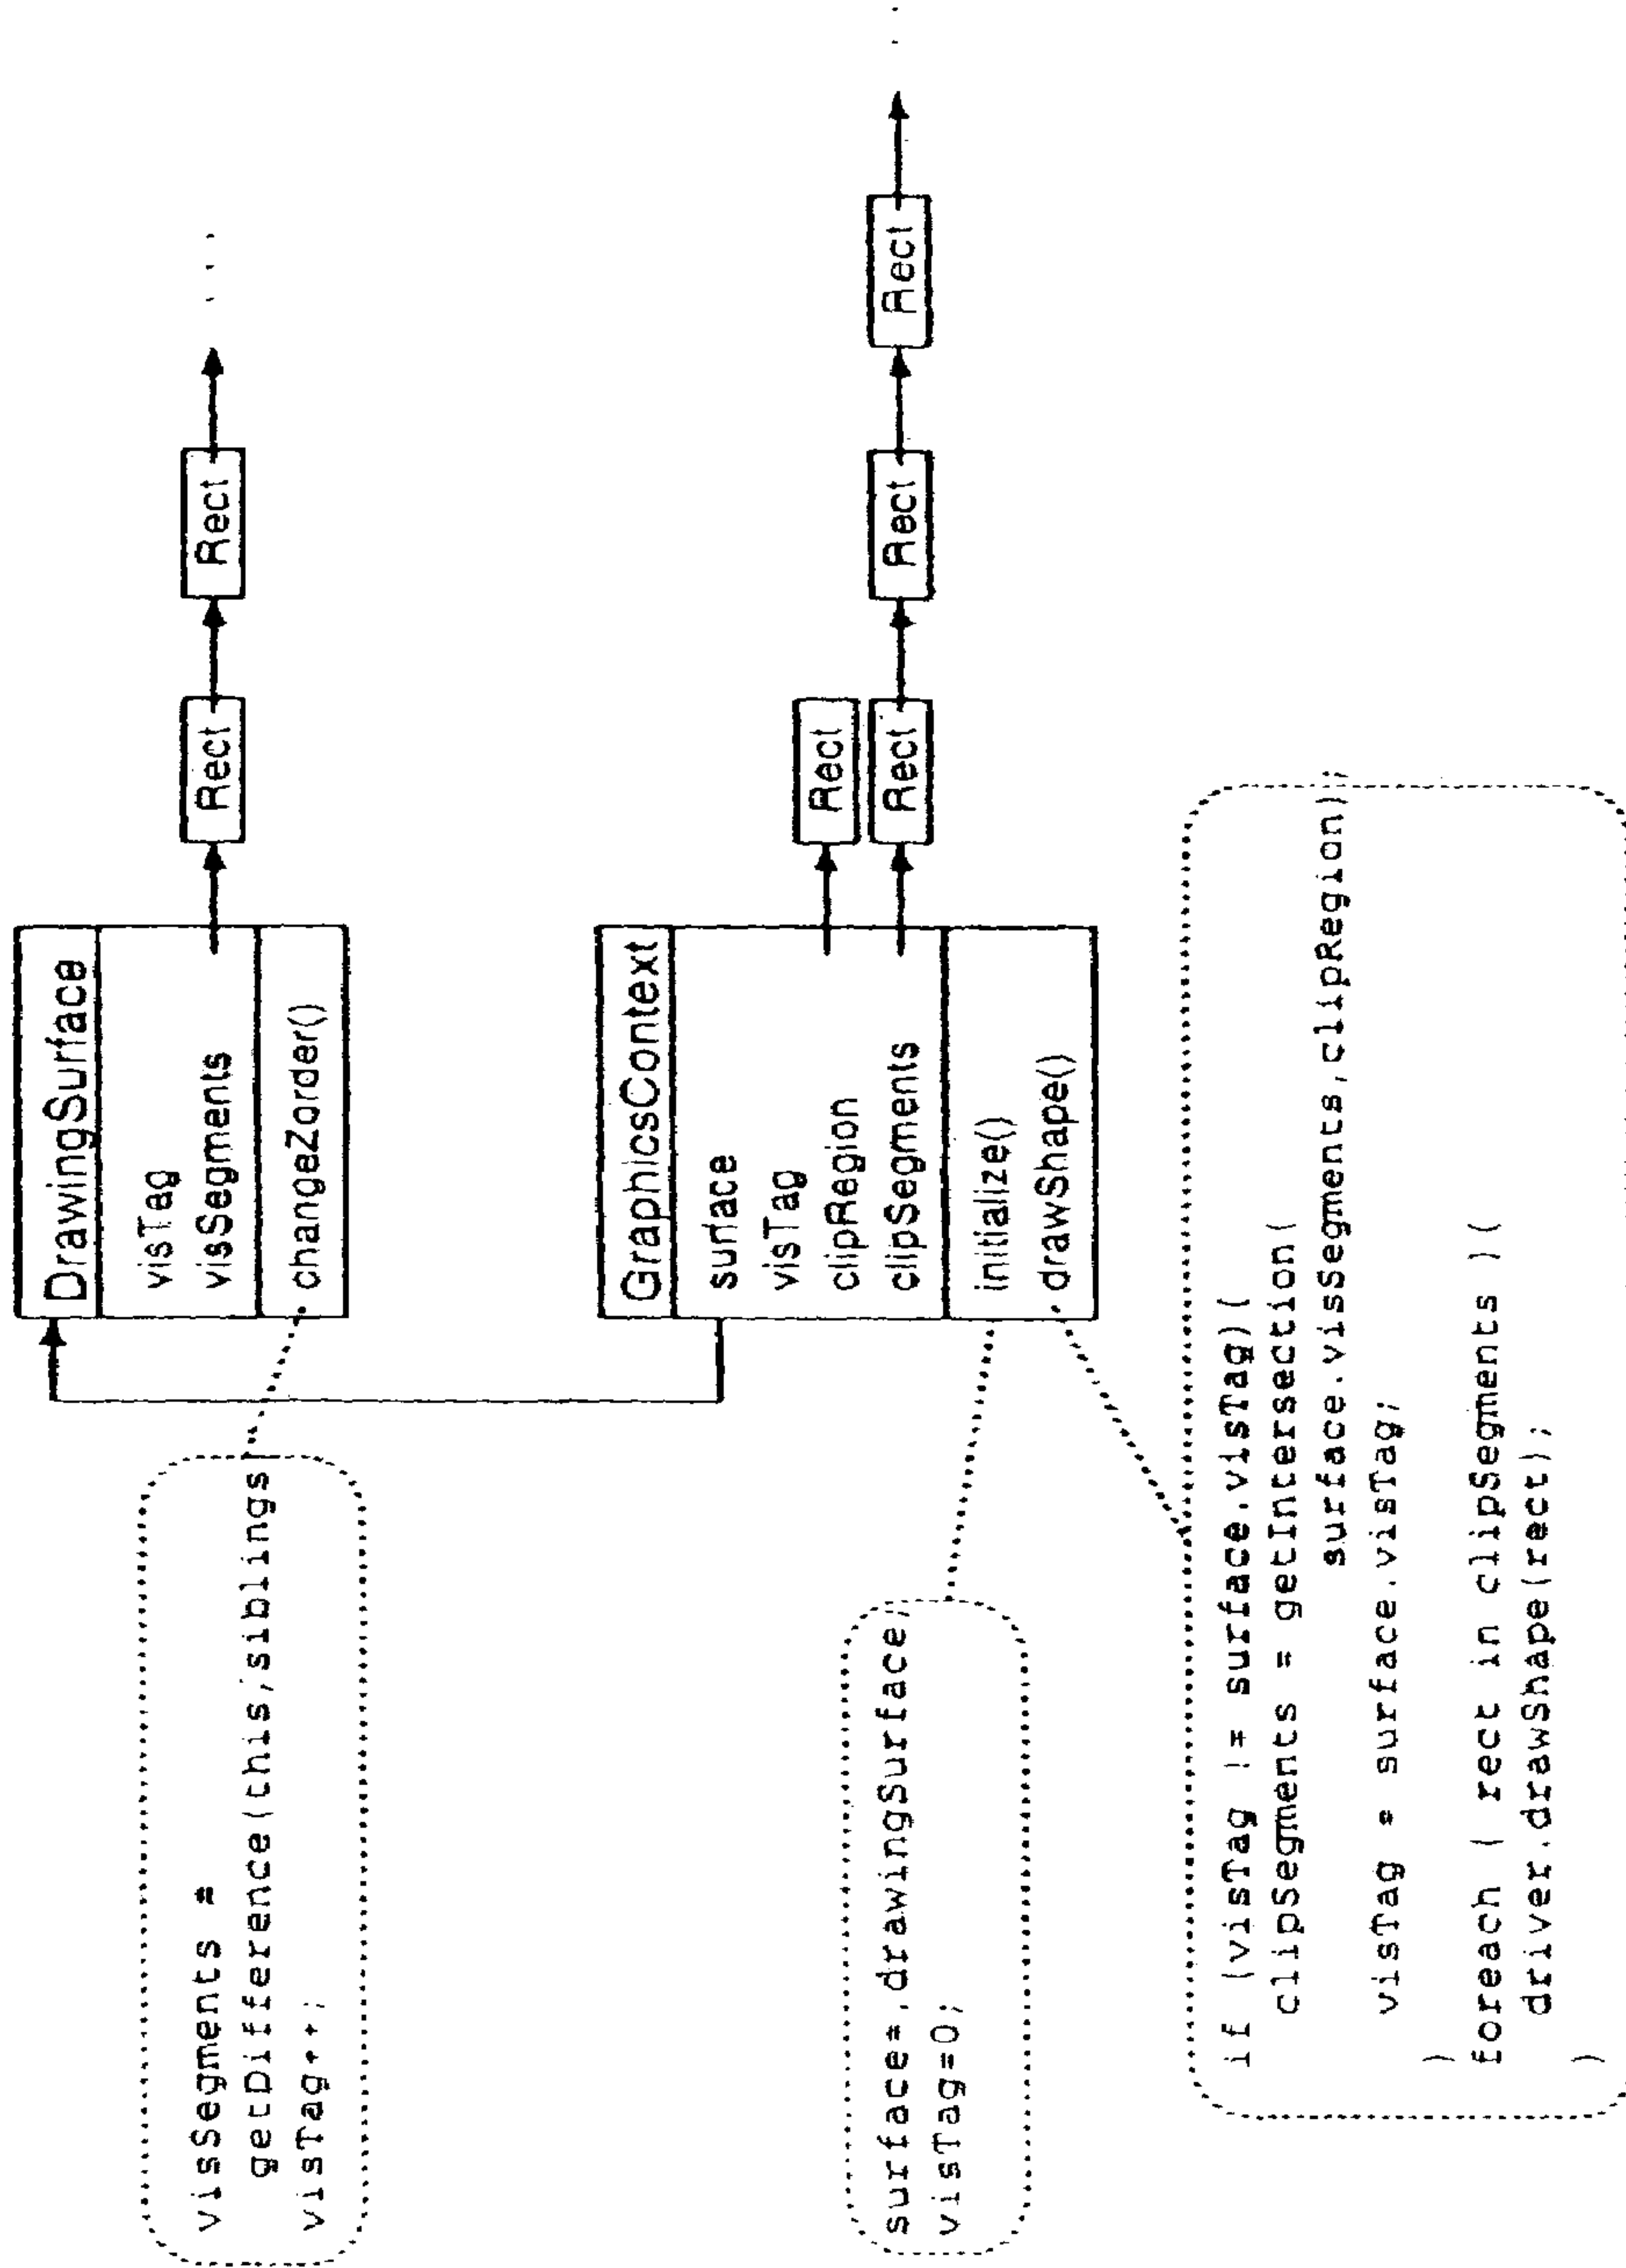 visSegments =
getDifference(this,siblings)
visTag++;
DrawingSurface
visTag
visSegments
changeZorder()
Rect
Rect
. . .
surface=,drawingSurface,
visTag=0;
GraphicsContext
surface
visTag
clipRegion
clipSegments
initialize()
drawShape()
Rect
Rect
Rect
Rect
. . .
if (visTag != surface.visTag)(
clipSegments = getIntersection(
surface.visSegments,clipRegion);
visTag = surface.visTag;
)
foreach ( rect in clipSegments )(
driver.drawShape(rect);
)